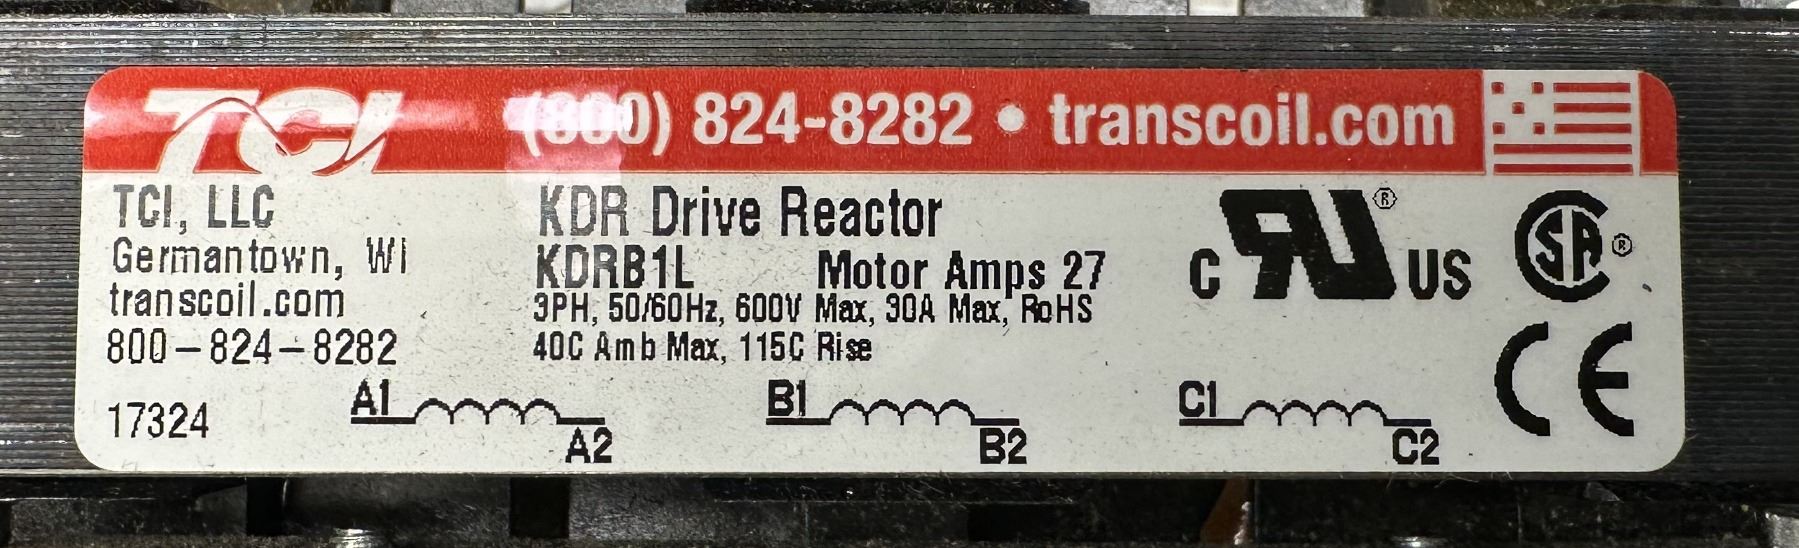 TCI (800) 824-8282 • transcoil.com
TCI, LLC
Germantown, WI
transcoil.com
800-824-8282
17324
KDR Drive Reactor
KDRB1L Motor Amps 27
3PH, 50/60Hz, 600V Max, 30A Max, RoHS
40C Amb Max, 115C Rise
C RU® US
SA®
CE
A1 A2
B1 B2
C1 C2